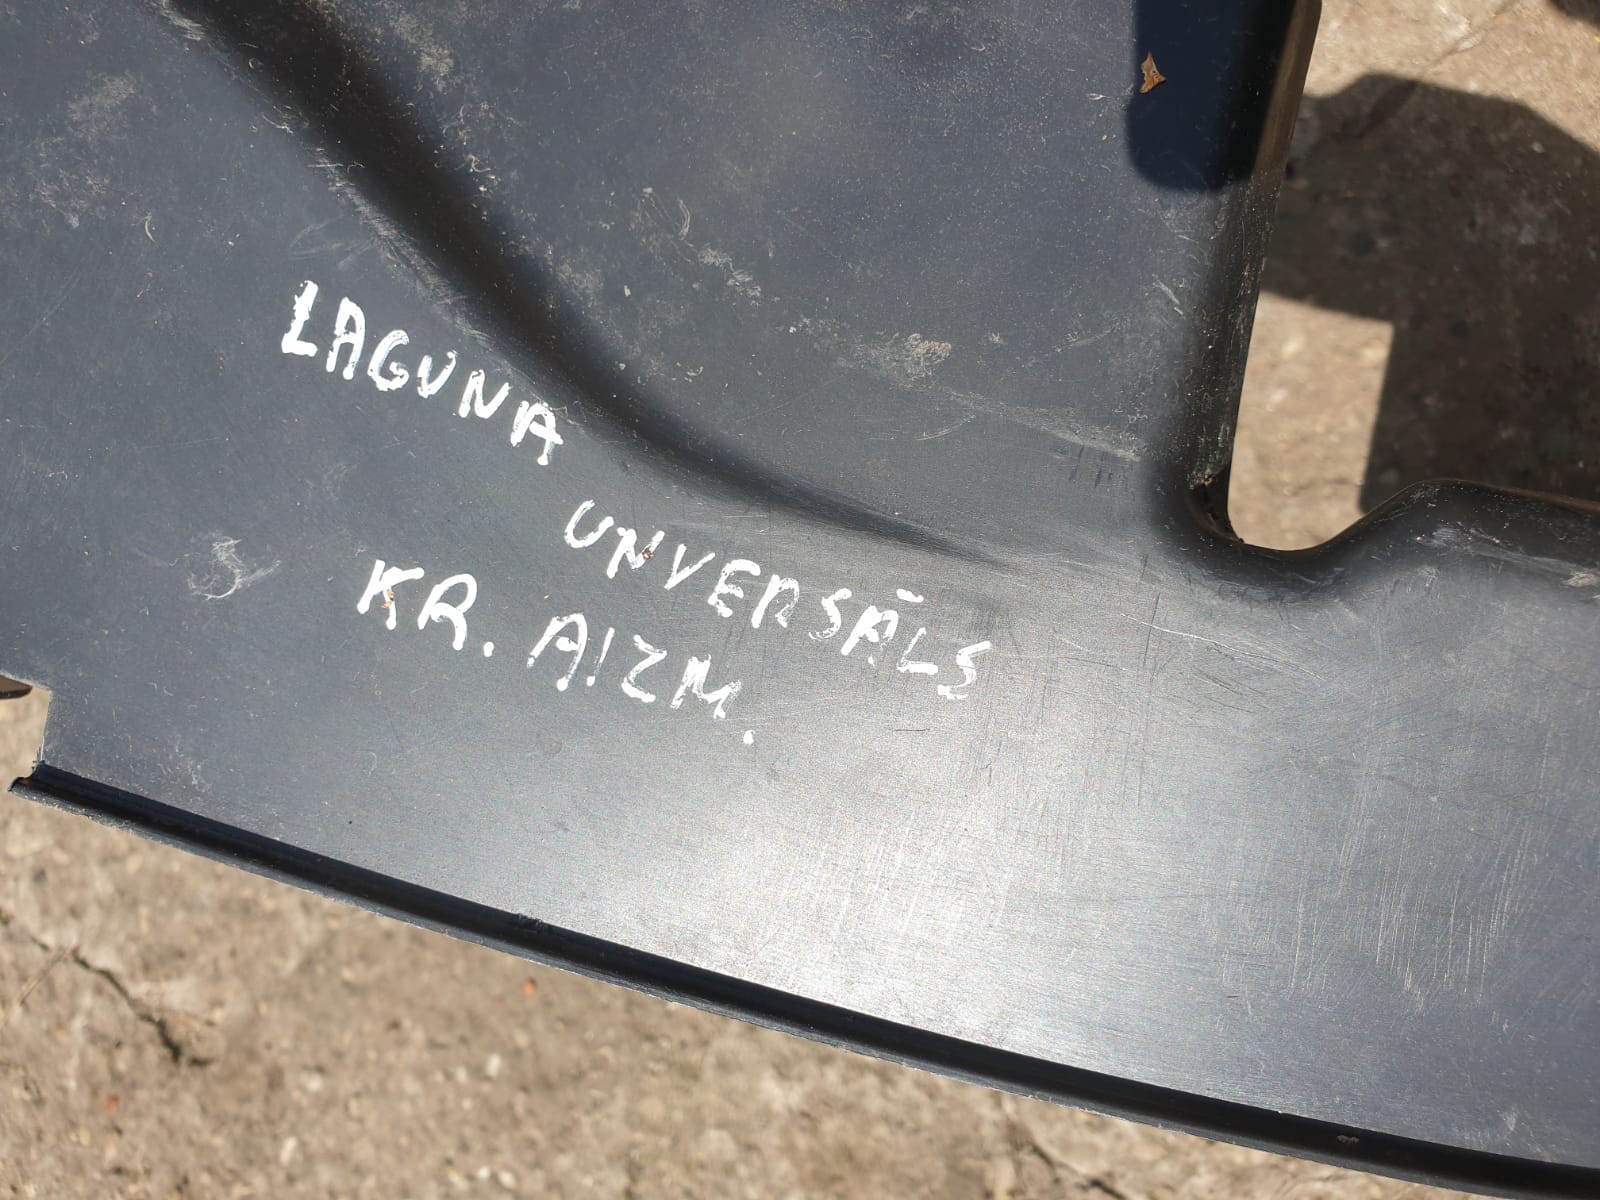 LAGUNA
UNVERSĀLS
KR. AIZM.